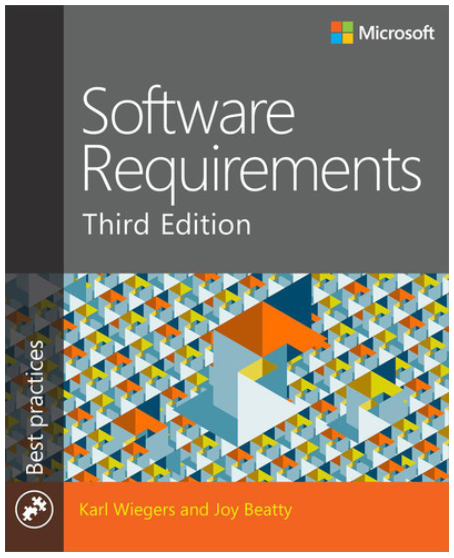 Microsoft
Software
Requirements
Third Edition
Best practices
Karl Wiegers and Joy Beatty